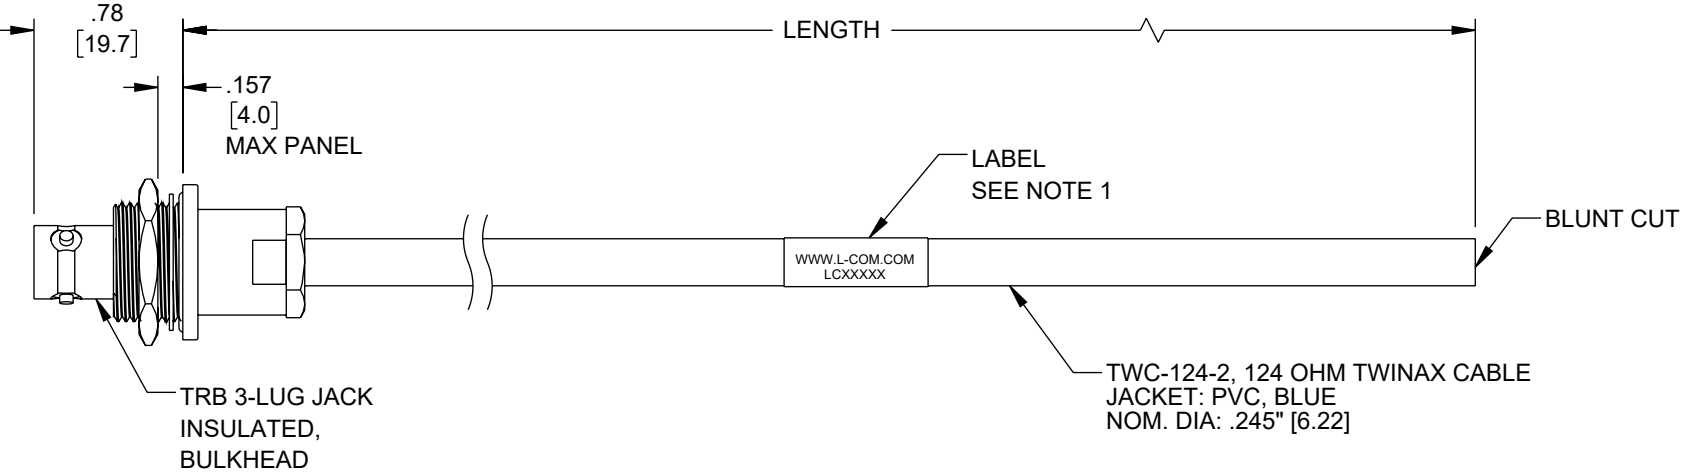 .78
[19.7]
LENGTH
.157
[4.0]
MAX PANEL
LABEL
SEE NOTE 1
BLUNT CUT
WWW.L-COM.COM
LCXXXXX
TWC-124-2, 124 OHM TWINAX CABLE
JACKET: PVC, BLUE
NOM. DIA: .245" [6.22]
TRB 3-LUG JACK
INSULATED,
BULKHEAD